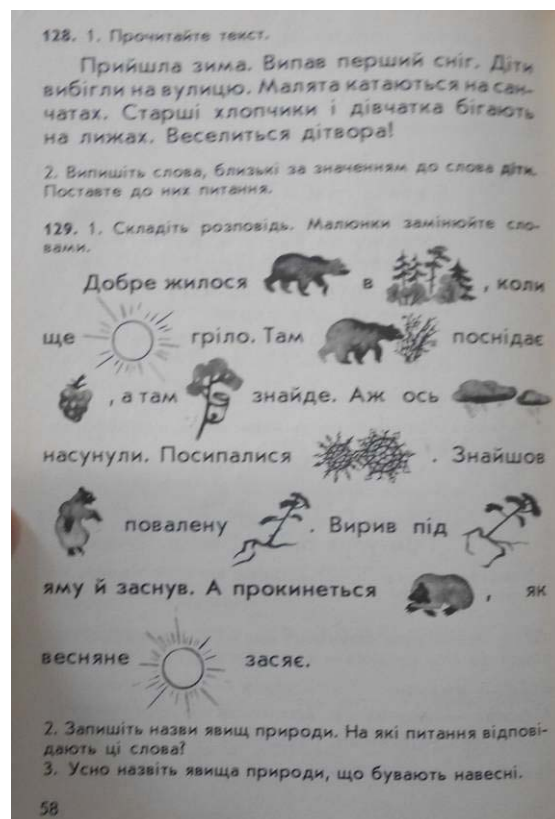 128. 1. Прочитайте текст.
Прийшла зима. Випав перший сніг. Діти
вибігли на вулицю. Малята катаються на сан-
чатах. Старші хлопчики і дівчатка бігають
на лижах. Веселиться дітвора!
2. Випишіть слова, близькі за значенням до слова діти.
Поставте до них питання.
129. 1. Складіть розповідь. Малюнки замінюйте сло-
вами.
Добре жилося в , коли
ще гріло. Там поснідає
, а там знайде. Аж ось
насунули. Посипалися . Знайшов
повалену . Вирив під
яму й заснув. А прокинеться , як
весняне засяє.
2. Запишіть назви явищ природи. На які питання відпові-
дають ці слова?
3. Усно назвіть явища природи, що бувають навесні.
58